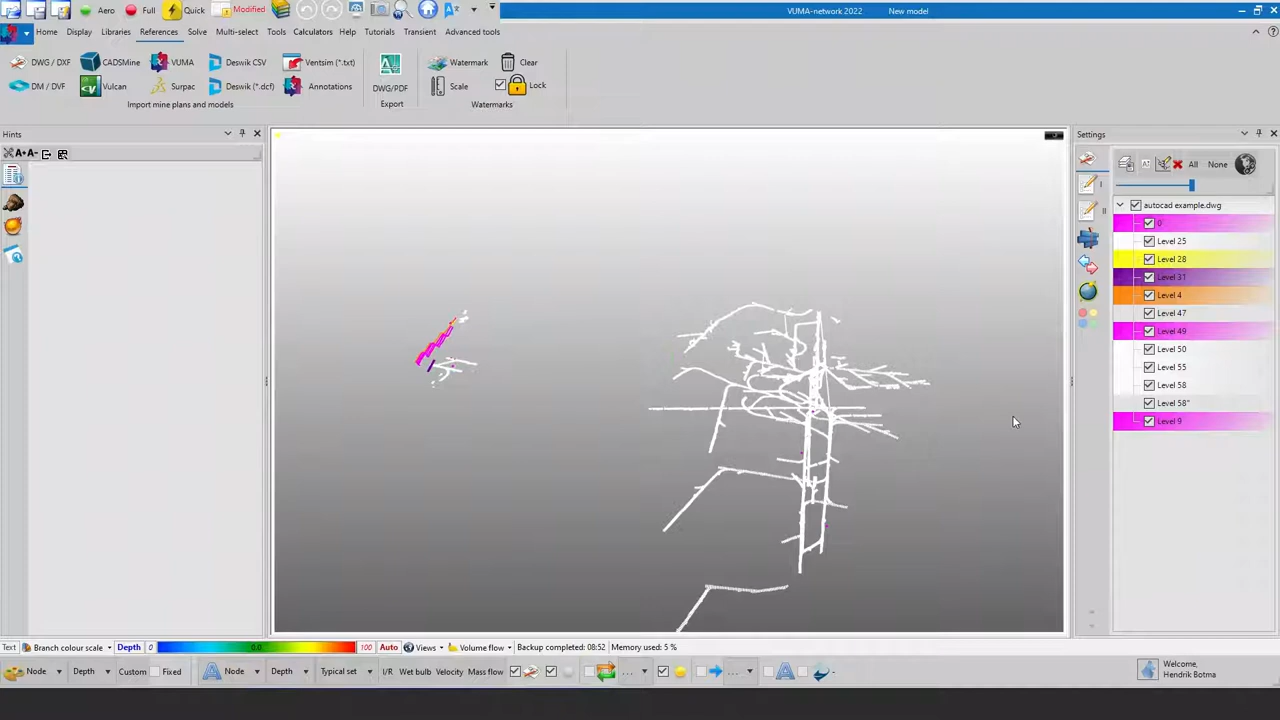 Aero Full Quick Modified
VUMA-network 2022 New model
Home Display Libraries References Solve Multi-select Tools Calculators Help Tutorials Transient Advanced tools
DWG / DXF CADSMine VUMA Deswik CSV Ventsim (*.txt) Watermark Clear
DM / DVF Vulcan Surpac Deswik (*.dcf) Annotations DWG/PDF Scale Lock
Import mine plans and models Export Watermarks
Hints
Settings
A+ A-
All None
autocad example.dwg
0
Level 25
Level 28
Level 31
Level 4
Level 47
Level 49
Level 50
Level 55
Level 58
Level 58"
Level 9
Text Branch colour scale Depth 0 0.0 100 Auto Views Volume flow Backup completed: 08:52 Memory used: 5 %
Node Depth Custom Fixed Node Depth Typical set I/R Wet bulb Velocity Mass flow ... ...
Welcome,
Hendrik Botma